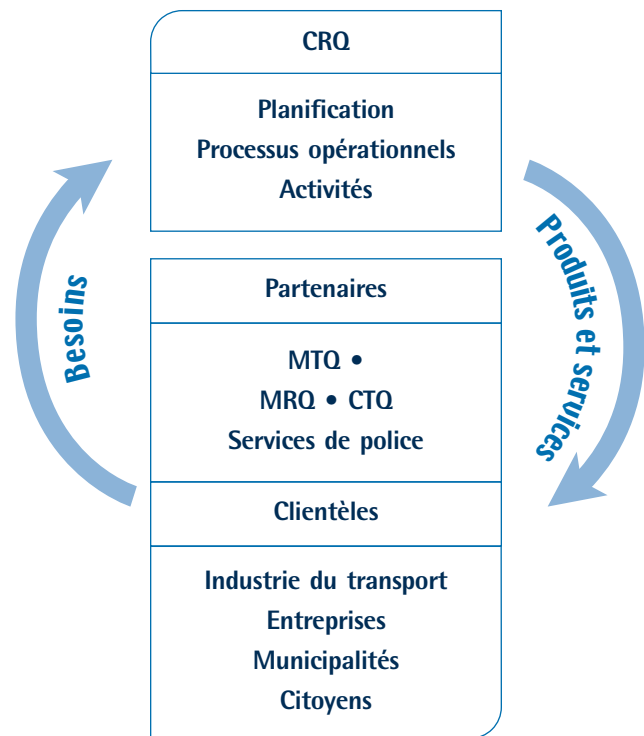 CRQ
Planification
Processus opérationnels
Activités
Besoins
Produits et services
Partenaires
MTQ •
MRQ • CTQ
Services de police
Clientèles
Industrie du transport
Entreprises
Municipalités
Citoyens